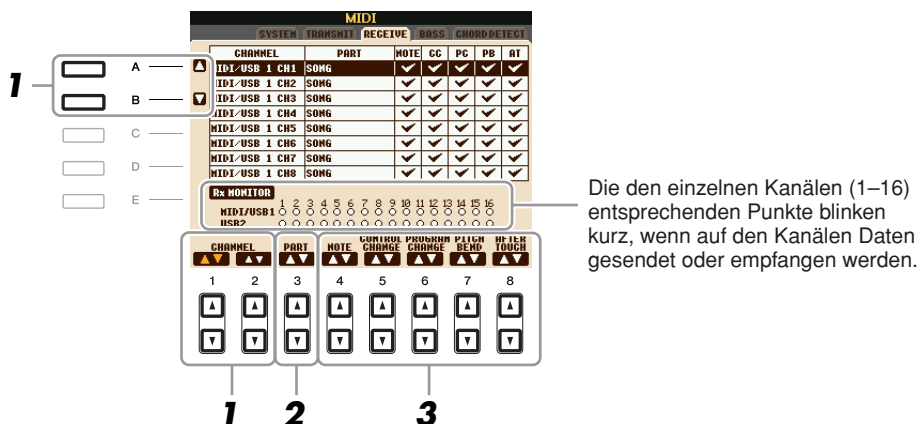 MIDI
SYSTEM TRANSMIT RECEIVE BASS CHORD DETECT
CHANNEL PART NOTE CC PC PB AT
MIDI/USB 1 CH1 SONG
MIDI/USB 1 CH2 SONG
MIDI/USB 1 CH3 SONG
MIDI/USB 1 CH4 SONG
MIDI/USB 1 CH5 SONG
MIDI/USB 1 CH6 SONG
MIDI/USB 1 CH7 SONG
MIDI/USB 1 CH8 SONG
1
A
B
C
D
E
Rx MONITOR
1 2 3 4 5 6 7 8 9 10 11 12 13 14 15 16
MIDI/USB1
USB2
Die den einzelnen Kanälen (1–16)
entsprechenden Punkte blinken
kurz, wenn auf den Kanälen Daten
gesendet oder empfangen werden.
CHANNEL PART NOTE CONTROL CHANGE PROGRAM CHANGE PITCH BEND AFTER TOUCH
1 2 3 4 5 6 7 8
1 2 3